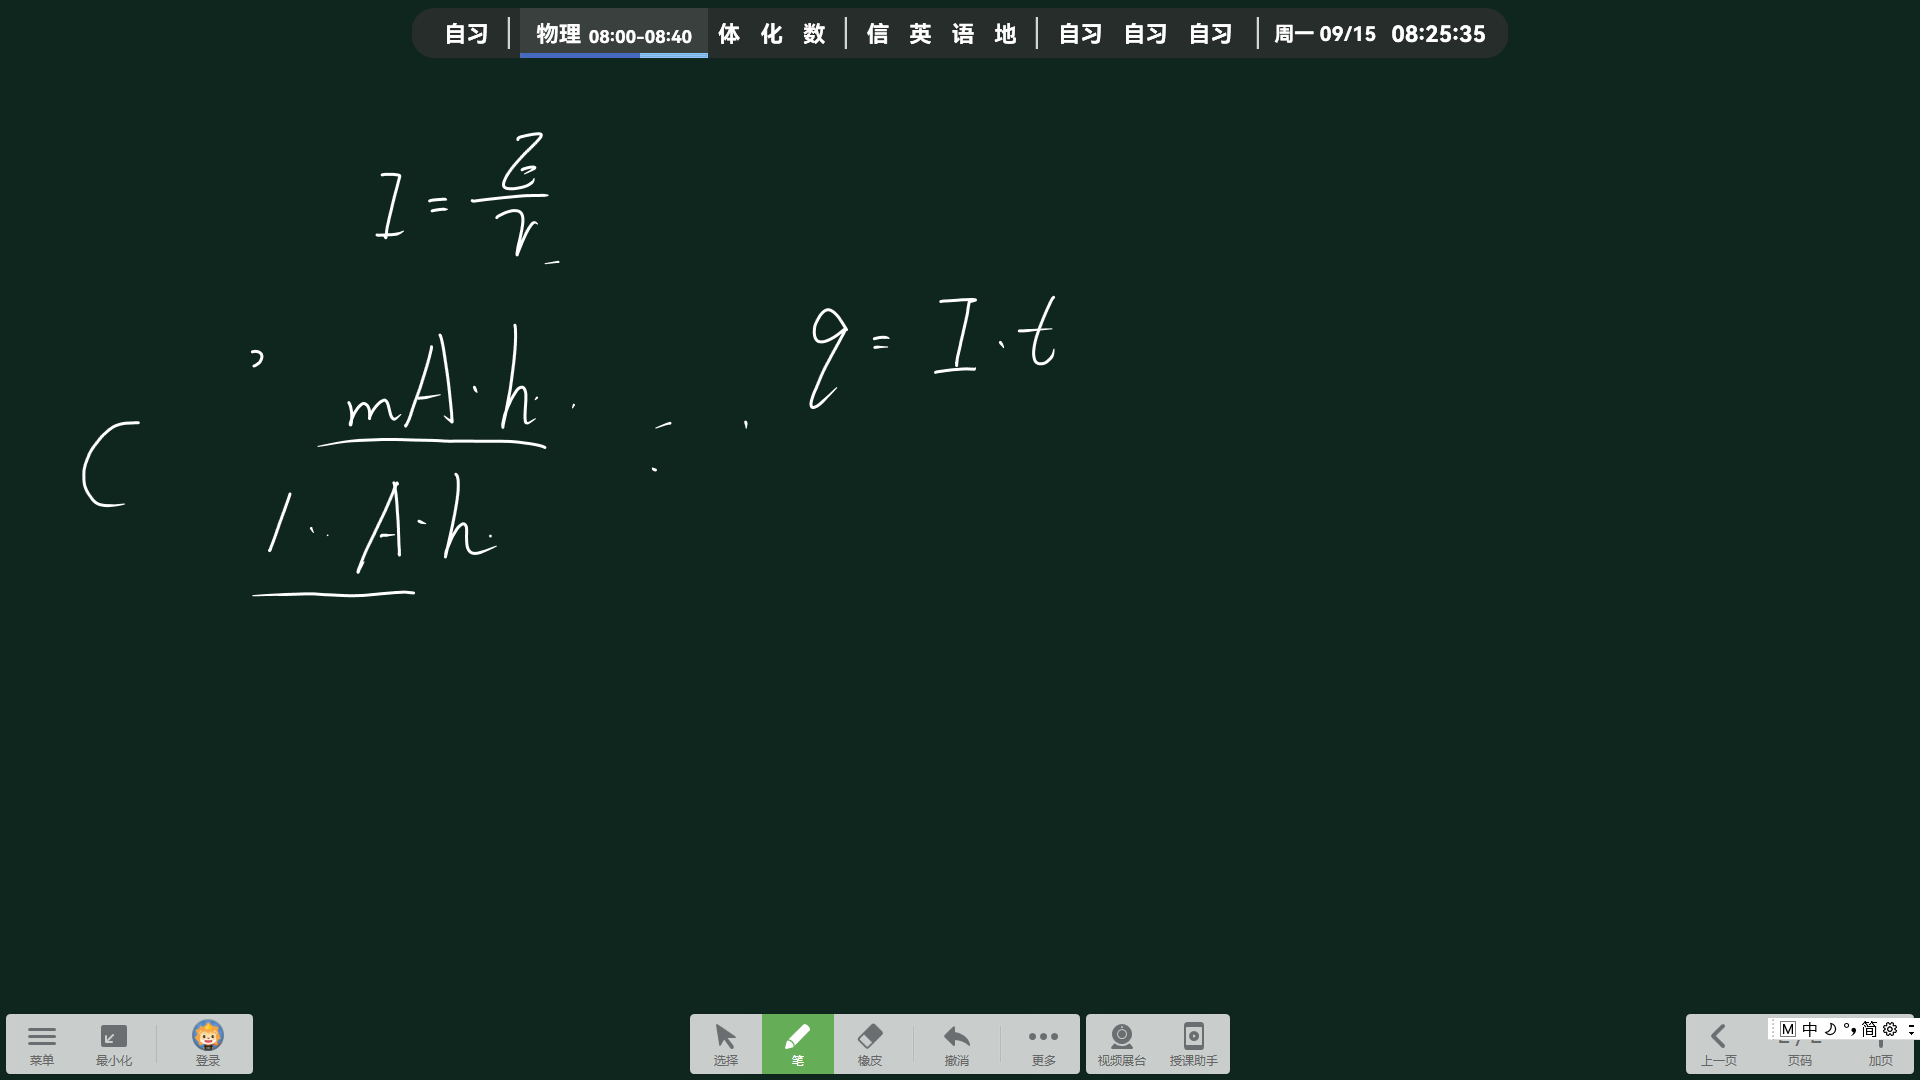 自习 | 物理 08:00-08:40 体 化 数 | 信 英 语 地 | 自习 自习 自习 | 周一 09/15 08:25:35
I = E/r
q = I·t
mA·h
C
1 A·h
菜单 最小化 登录 选择 笔 橡皮 撤消 更多 视频展台 授课助手 上一页 页码 加页
M 中 简